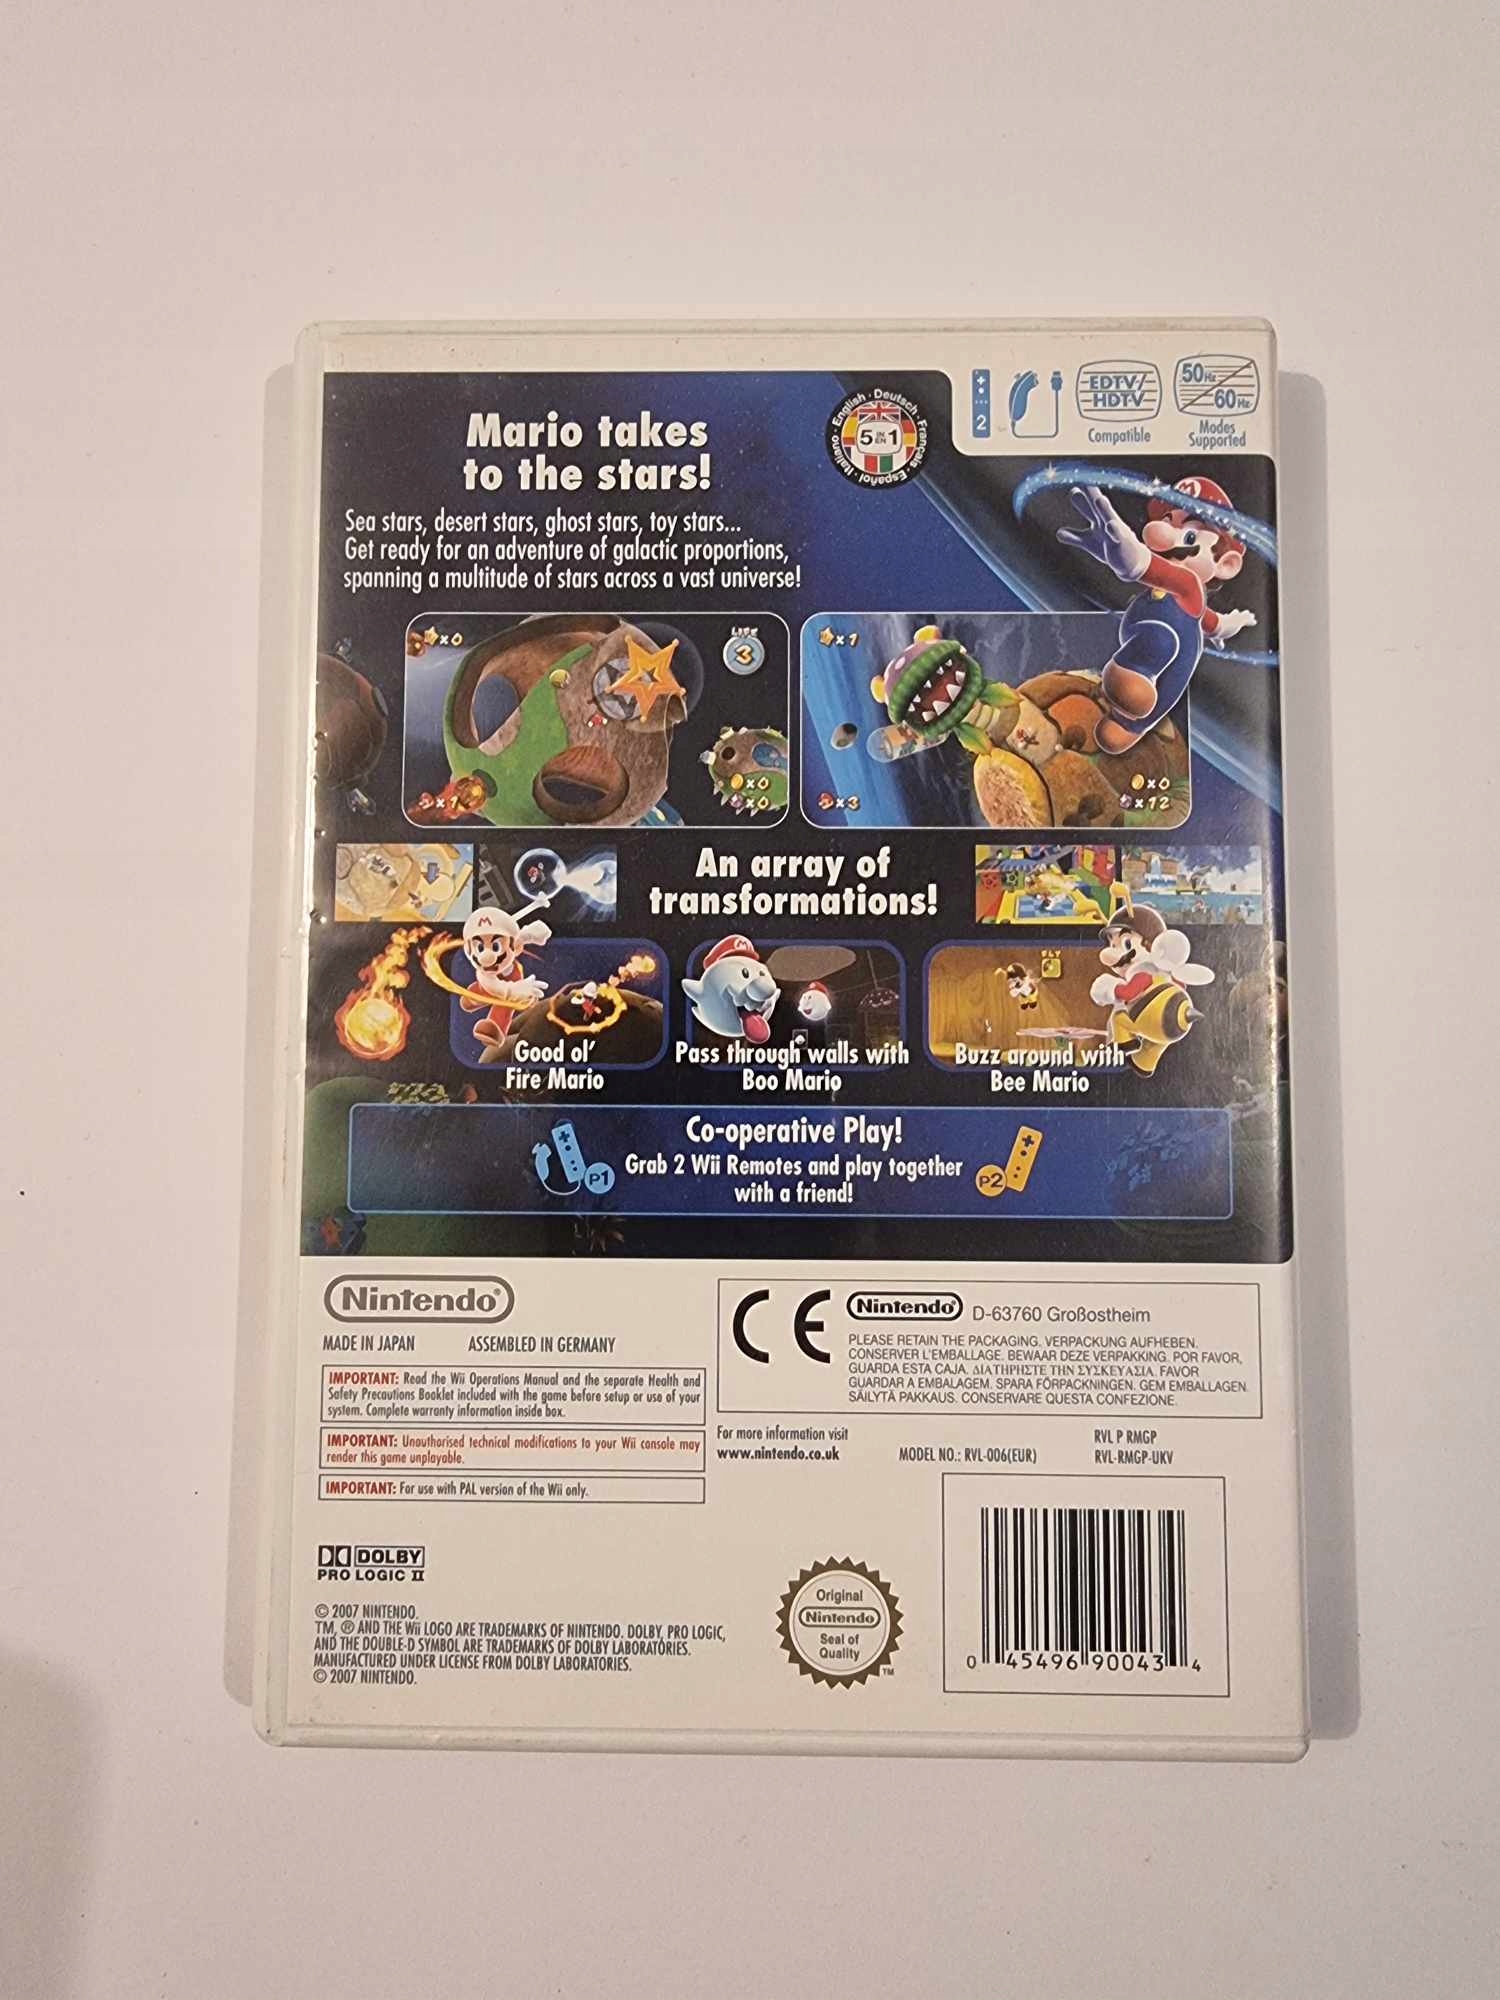 2
EDTV/
HDTV
Compatible
50Hz
60Hz
Modes
Supported
English · Deutsch · Français · Español · Italiano
5 IN EN 1
Mario takes
to the stars!
Sea stars, desert stars, ghost stars, toy stars...
Get ready for an adventure of galactic proportions,
spanning a multitude of stars across a vast universe!
x0
LIFE
3
x1
x0
x0
x1
x3
x0
x12
An array of
transformations!
FLY
Good ol'
Fire Mario
Pass through walls with
Boo Mario
Buzz around with
Bee Mario
Co-operative Play!
P1
Grab 2 Wii Remotes and play together
with a friend!
P2
Nintendo®
MADE IN JAPAN
ASSEMBLED IN GERMANY
IMPORTANT: Read the Wii Operations Manual and the separate Health and
Safety Precautions Booklet included with the game before setup or use of your
system. Complete warranty information inside box.
IMPORTANT: Unauthorised technical modifications to your Wii console may
render this game unplayable.
IMPORTANT: For use with PAL version of the Wii only.
CE
Nintendo® D-63760 Großostheim
PLEASE RETAIN THE PACKAGING. VERPACKUNG AUFHEBEN.
CONSERVER L'EMBALLAGE. BEWAAR DEZE VERPAKKING. POR FAVOR,
GUARDA ESTA CAJA. ΔΙΑΤΗΡΗΣΤΕ ΤΗΝ ΣΥΣΚΕΥΑΣΙΑ. FAVOR
GUARDAR A EMBALAGEM. SPARA FÖRPACKNINGEN. GEM EMBALLAGEN.
SÄILYTÄ PAKKAUS. CONSERVARE QUESTA CONFEZIONE.
For more information visit
www.nintendo.co.uk
MODEL NO.: RVL-006(EUR)
RVL P RMGP
RVL-RMGP-UKV
DOLBY
PRO LOGIC II
© 2007 NINTENDO.
TM, ® AND THE Wii LOGO ARE TRADEMARKS OF NINTENDO. DOLBY, PRO LOGIC,
AND THE DOUBLE-D SYMBOL ARE TRADEMARKS OF DOLBY LABORATORIES.
MANUFACTURED UNDER LICENSE FROM DOLBY LABORATORIES.
© 2007 NINTENDO.
Original
Nintendo
Seal of
Quality
TM
0 45496 90043 4